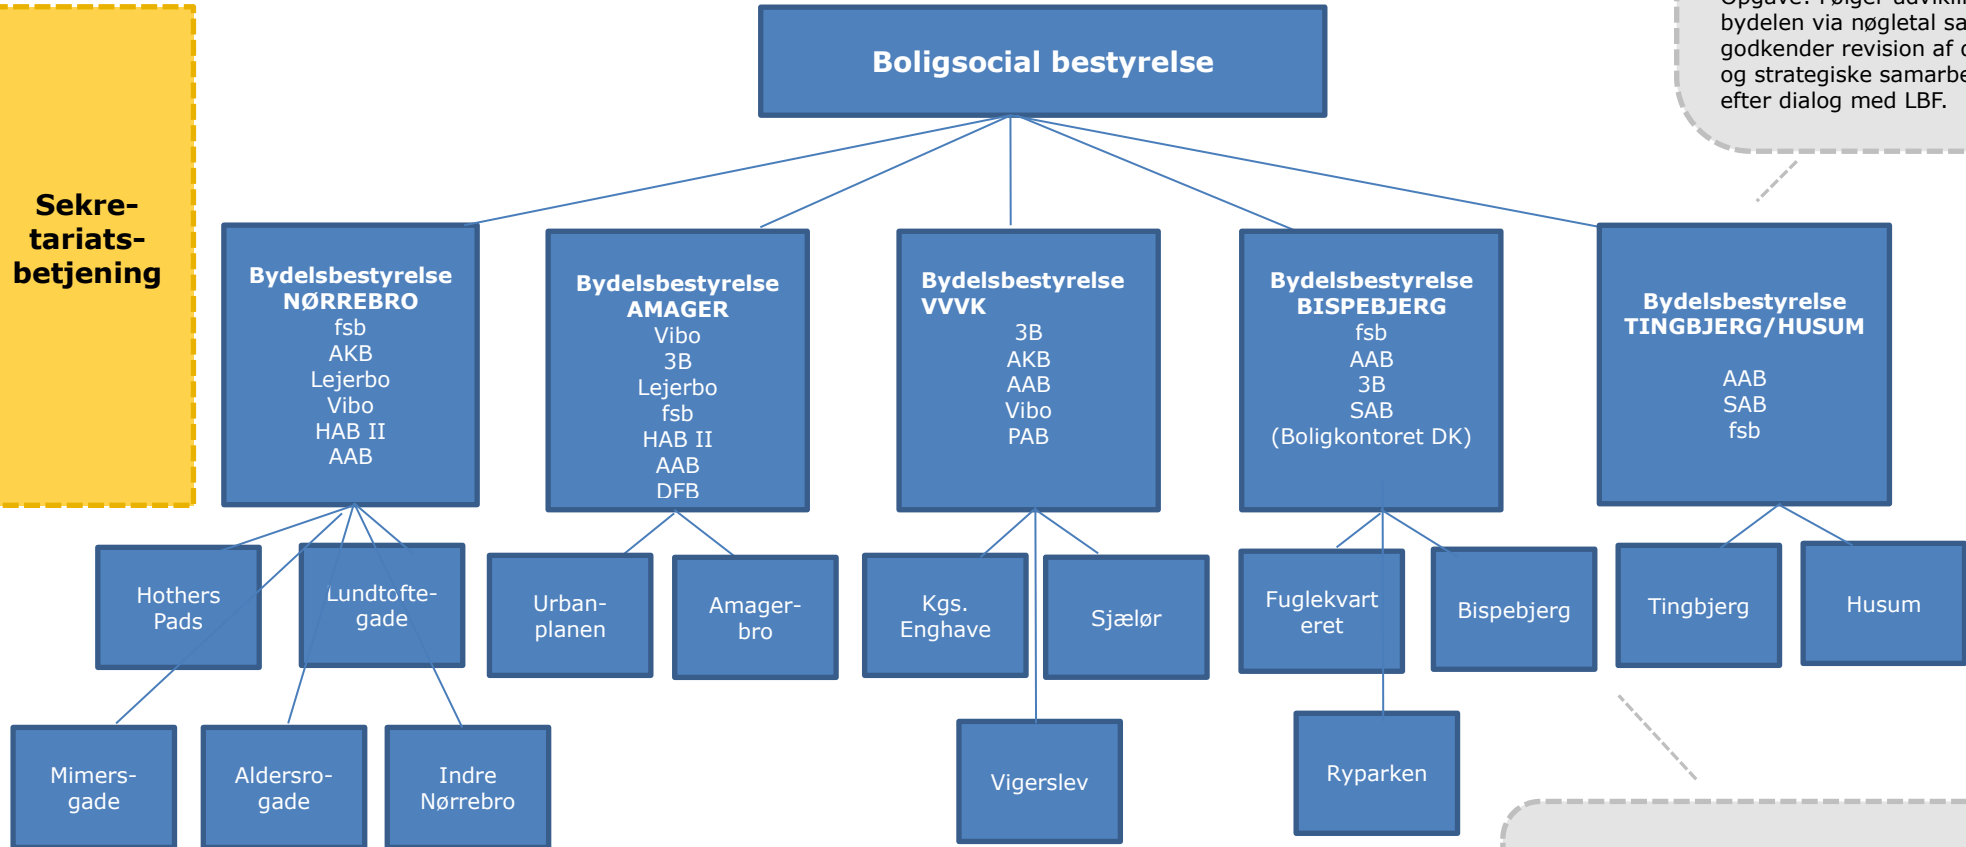 Boligsocial bestyrelse
bydelen via nøgletal
godkender revision af
og strategiske
efter dialog med LBF.
Sekre-
tariats-
betjening
Bydelsbestyrelse
NØRREBRO
fsb
AKB
Lejerbo
Vibo
HAB II
AAB
Bydelsbestyrelse
AMAGER
Vibo
3B
Lejerbo
fsb
HAB II
AAB
DFB
Bydelsbestyrelse
VVVK
3B
AKB
AAB
Vibo
PAB
Bydelsbestyrelse
BISPEBJERG
fsb
AAB
3B
SAB
(Boligkontoret DK)
Bydelsbestyrelse
TINGBJERG/HUSUM
AAB
SAB
fsb
Hothers
Pads
Lundtofte-
gade
Urban-
planen
Amager-
bro
Kgs.
Enghave
Sjælør
Fuglekvart
eret
Bispebjerg
Tingbjerg
Husum
Mimers-
gade
Aldersro-
gade
Indre
Nørrebro
Vigerslev
Ryparken